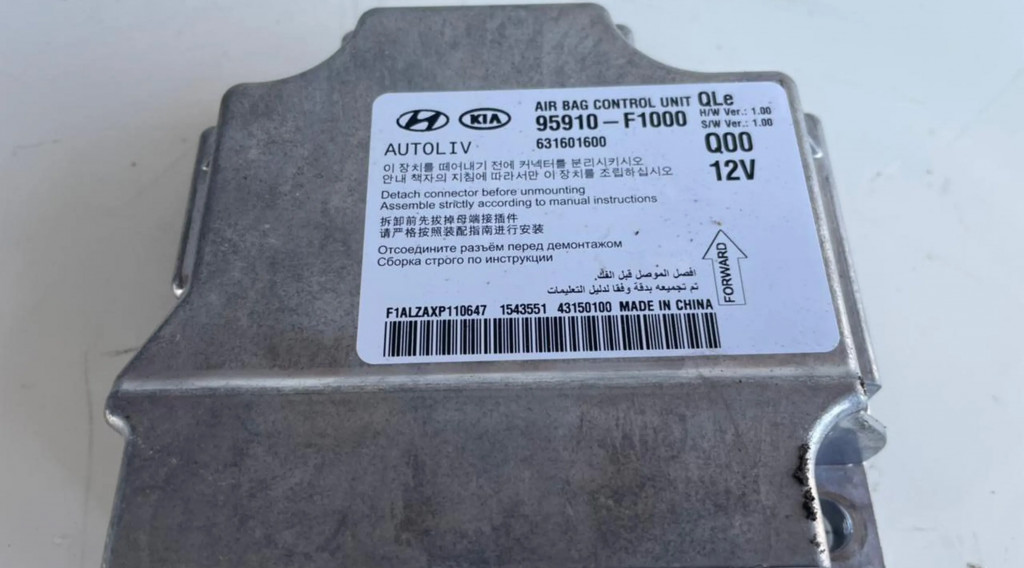 KIA
AIR BAG CONTROL UNIT QLe
H/W Ver.: 1.00
95910-F1000 S/W Ver.: 1.00
AUTOLIV 631601600 Q00
12V
이 장치를 떼어내기 전에 커넥터를 분리시키시오
안내 책자의 지침에 따라서만 이 장치를 조립하십시오
Detach connector before unmounting
Assemble strictly according to manual instructions
拆卸前先拔掉母端接插件
请严格按照装配指南进行安装
Отсоедините разъём перед демонтажом
Сборка строго по инструкции
افصل الموصل قبل الفك.
تم تجميعه بدقة وفقا لدليل التعليمات
FORWARD
F1ALZAXP110647 1543551 43150100 MADE IN CHINA